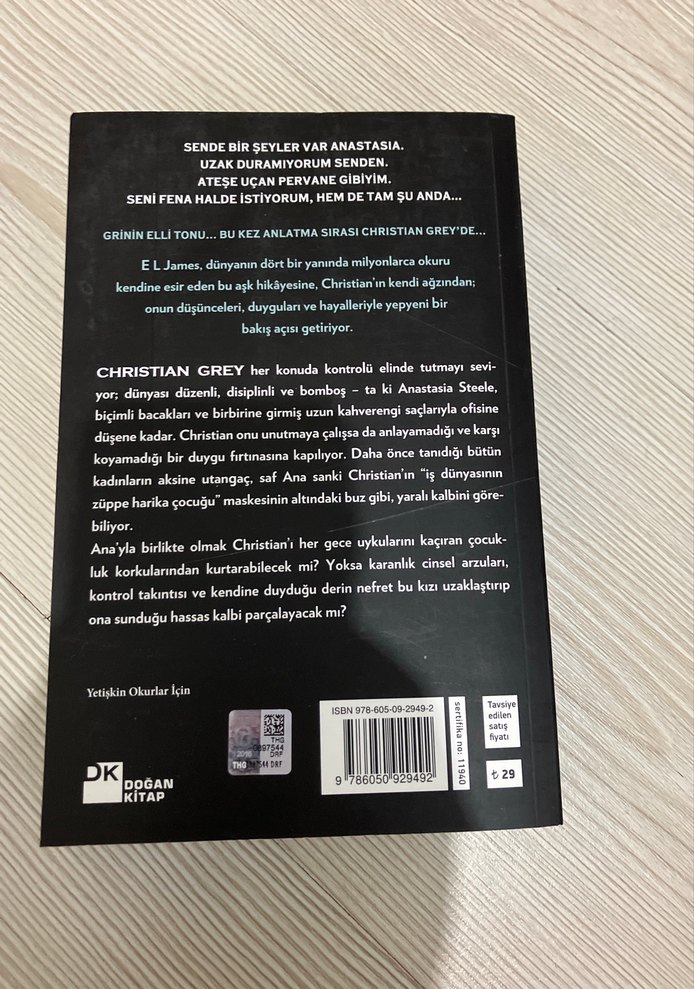 SENDE BİR ŞEYLER VAR ANASTASIA.
UZAK DURAMIYORUM SENDEN.
ATEŞE UÇAN PERVANE GİBİYİM.
SENİ FENA HALDE İSTİYORUM, HEM DE TAM ŞU ANDA...
GRİNİN ELLİ TONU... BU KEZ ANLATMA SIRASI CHRISTIAN GREY'DE...
E L James, dünyanın dört bir yanında milyonlarca okuru
kendine esir eden bu aşk hikâyesine, Christian'ın kendi ağzından;
onun düşünceleri, duyguları ve hayalleriyle yepyeni bir
bakış açısı getiriyor.
CHRISTIAN GREY her konuda kontrolü elinde tutmayı sevi-
yor; dünyası düzenli, disiplinli ve bomboş – ta ki Anastasia Steele,
biçimli bacakları ve birbirine girmiş uzun kahverengi saçlarıyla ofisine
düşene kadar. Christian onu unutmaya çalışsa da anlayamadığı ve karşı
koyamadığı bir duygu fırtınasına kapılıyor. Daha önce tanıdığı bütün
kadınların aksine utangaç, saf Ana sanki Christian'ın "iş dünyasının
züppe harika çocuğu" maskesinin altındaki buz gibi, yaralı kalbini göre-
biliyor.
Ana'yla birlikte olmak Christian'ı her gece uykularını kaçıran çocuk-
luk korkularından kurtarabilecek mi? Yoksa karanlık cinsel arzuları,
kontrol takıntısı ve kendine duyduğu derin nefret bu kızı uzaklaştırıp
ona sunduğu hassas kalbi parçalayacak mı?
Yetişkin Okurlar İçin
DK DOĞAN
KİTAP
2016
THG
0897544
DRF
THG 7544 DRF
ISBN 978-605-09-2949-2
9 786050 929492
sertifika no: 11940
Tavsiye
edilen
satış
fiyatı
₺ 29